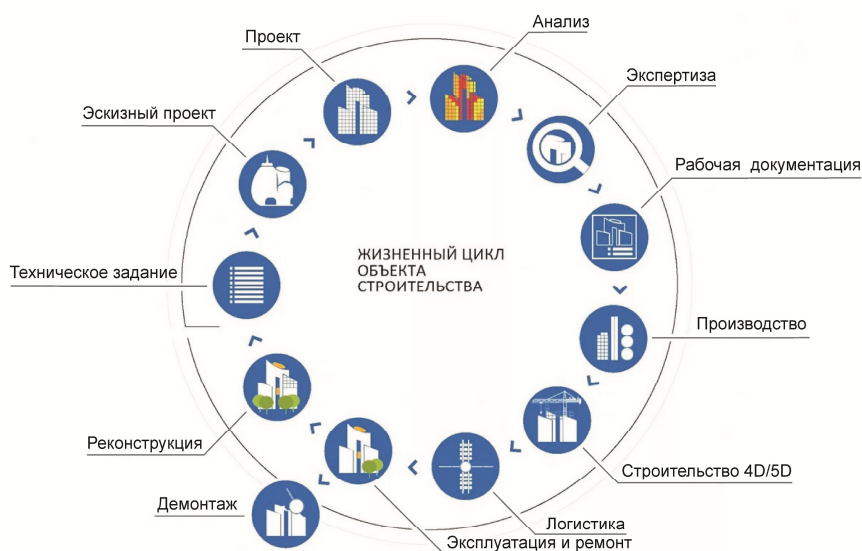 Анализ
Проект
Экспертиза
Эскизный проект
Рабочая документация
ЖИЗНЕННЫЙ ЦИКЛ
ОБЪЕКТА
СТРОИТЕЛЬСТВА
Техническое задание
Производство
Реконструкция
Строительство 4D/5D
Демонтаж
Логистика
Эксплуатация и ремонт